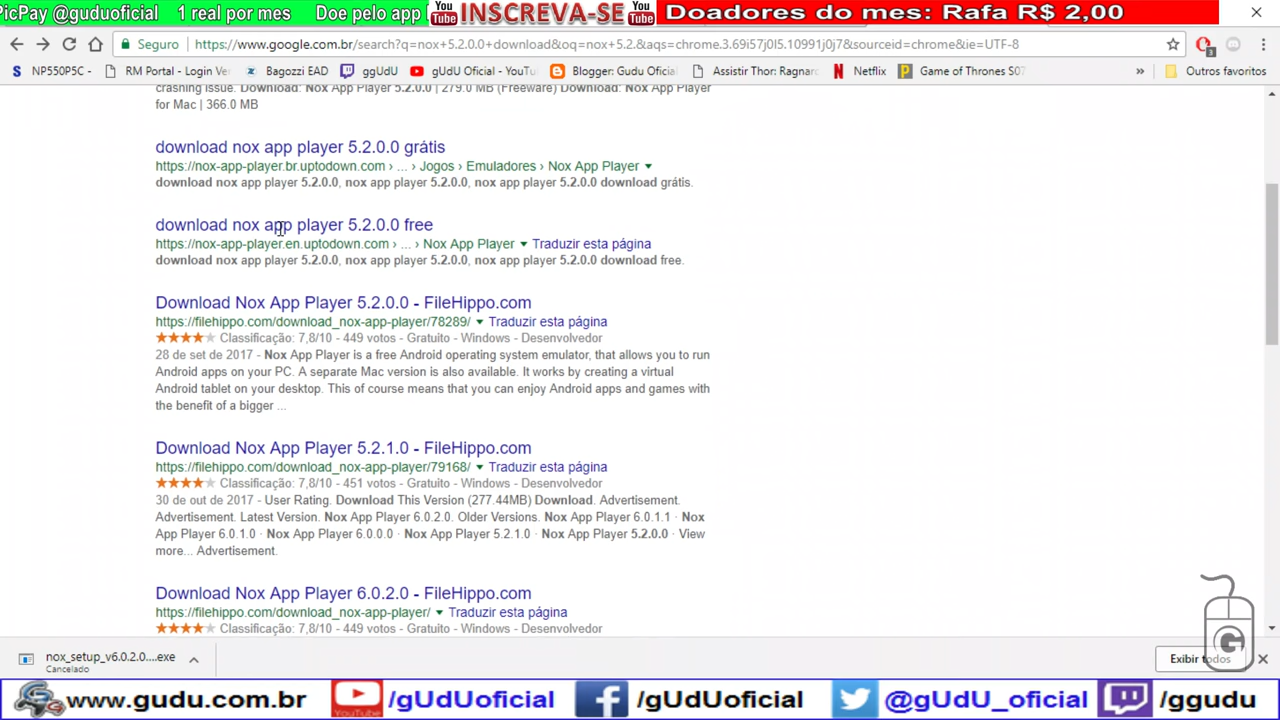 PicPay @guduoficial 1 real por mes Doe pelo app
You Tube INSCREVA-SE You Tube
Doadores do mes: Rafa R$ 2,00
Seguro https://www.google.com.br/search?q=nox+5.2.0.0+download&oq=nox+5.2.&aqs=chrome.3.69i57j0l5.10991j0j7&sourceid=chrome&ie=UTF-8
NP550P5C - RM Portal - Login Ve Bagozzi EAD ggUdU gUdU Oficial - YouTu Blogger: Gudu Oficial Assistir Thor: Ragnaro Netflix Game of Thrones S07 » Outros favoritos
crashing issue. Download: Nox App Player 5.2.0.0 | 279.0 MB (Freeware) Download: Nox App Player
for Mac | 366.0 MB
download nox app player 5.2.0.0 grátis
https://nox-app-player.br.uptodown.com › ... › Jogos › Emuladores › Nox App Player
download nox app player 5.2.0.0, nox app player 5.2.0.0, nox app player 5.2.0.0 download grátis.
download nox app player 5.2.0.0 free
https://nox-app-player.en.uptodown.com › ... › Nox App Player Traduzir esta página
download nox app player 5.2.0.0, nox app player 5.2.0.0, nox app player 5.2.0.0 download free.
Download Nox App Player 5.2.0.0 - FileHippo.com
https://filehippo.com/download_nox-app-player/78289/ Traduzir esta página
Classificação: 7,8/10 - 449 votos - Gratuito - Windows - Desenvolvedor
28 de set de 2017 - Nox App Player is a free Android operating system emulator, that allows you to run
Android apps on your PC. A separate Mac version is also available. It works by creating a virtual
Android tablet on your desktop. This of course means that you can enjoy Android apps and games with
the benefit of a bigger ...
Download Nox App Player 5.2.1.0 - FileHippo.com
https://filehippo.com/download_nox-app-player/79168/ Traduzir esta página
Classificação: 7,8/10 - 451 votos - Gratuito - Windows - Desenvolvedor
30 de out de 2017 - User Rating. Download This Version (277.44MB) Download. Advertisement.
Advertisement. Latest Version. Nox App Player 6.0.2.0. Older Versions. Nox App Player 6.0.1.1 · Nox
App Player 6.0.1.0 · Nox App Player 6.0.0.0 · Nox App Player 5.2.1.0 · Nox App Player 5.2.0.0 · View
more... Advertisement.
Download Nox App Player 6.0.2.0 - FileHippo.com
https://filehippo.com/download_nox-app-player/ Traduzir esta página
Classificação: 7,8/10 - 449 votos - Gratuito - Windows - Desenvolvedor
nox_setup_v6.0.2.0....exe
Cancelado
Exibir todos
www.gudu.com.br YouTube /gUdUoficial /gUdUoficial @gUdU_oficial /ggudu